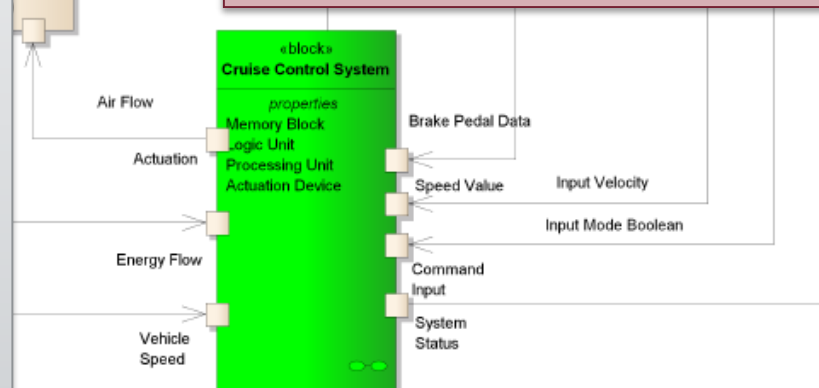 «block»
Cruise Control System
properties
Memory Block
Logic Unit
Processing Unit
Actuation Device
Air Flow
Actuation
Energy Flow
Vehicle
Speed
Brake Pedal Data
Speed Value
Input Velocity
Input Mode Boolean
Command
Input
System
Status